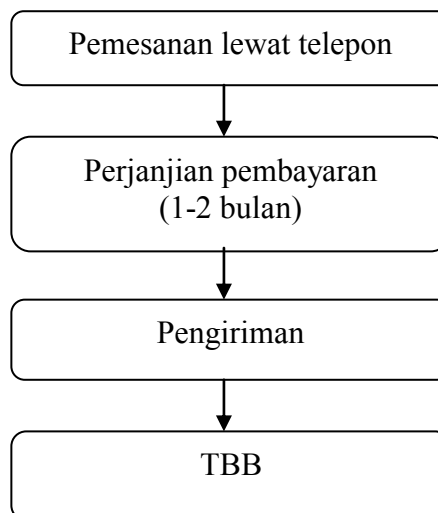 Pemesanan lewat telepon
Perjanjian pembayaran
(1-2 bulan)
Pengiriman
TBB